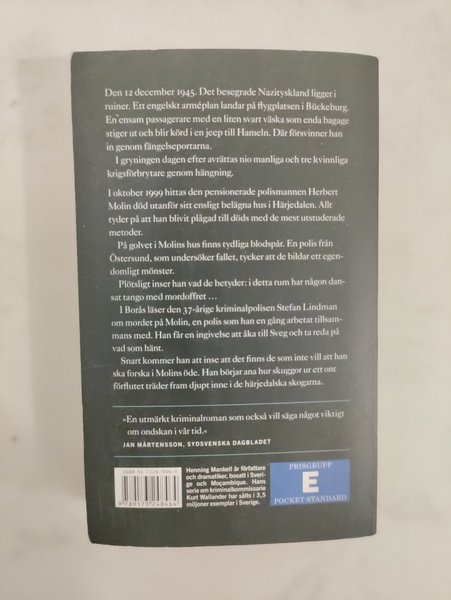 Den 12 december 1945. Det besegrade Nazityskland ligger i
ruiner. Ett engelskt arméplan landar på flygplatsen i Bückeburg.
En ensam passagerare med en liten svart väska som enda bagage
stiger ut och blir körd i en jeep till Hameln. Där försvinner han
in genom fängelseportarna.
I gryningen dagen efter avrättas nio manliga och tre kvinnliga
krigsförbrytare genom hängning.
I oktober 1999 hittas den pensionerade polismannen Herbert
Molin död utanför sitt ensligt belägna hus i Härjedalen. Allt
tyder på att han blivit plågad till döds med de mest utstuderade
metoder.
På golvet i Molins hus finns tydliga blodspår. En polis från
Östersund, som undersöker fallet, tycker att de bildar ett egen-
domligt mönster.
Plötsligt inser han vad de betyder: i detta rum har någon dan-
sat tango med mordoffret ...
I Borås läser den 37-årige kriminalpolisen Stefan Lindman
om mordet på Molin, en polis som han en gång arbetat tillsam-
mans med. Han får en ingivelse att åka till Sveg och ta reda på
vad som hänt.
Snart kommer han att inse att det finns de som inte vill att han
ska forska i Molins öde. Han börjar ana hur skuggor ur ett ont
förflutet träder fram djupt inne i de härjedalska skogarna.
»En utmärkt kriminalroman som också vill säga något viktigt
om ondskan i vår tid.«
JAN MÅRTENSSON, SYDSVENSKA DAGBLADET
ISBN 91 7324-846-0
9 789173 248464
Henning Mankell är författare
och dramatiker, bosatt i Sveri-
ge och Moçambique. Hans
serie om kriminalkommissarie
Kurt Wallander har sålts i 3,5
miljoner exemplar i Sverige.
PRISGRUPP
E
POCKET STANDARD